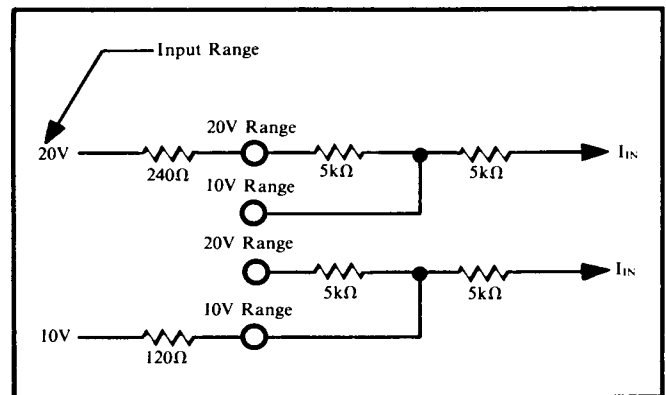 Input Range
20V Range
20V
240Ω
5kΩ
5kΩ
I_IN
10V Range
20V Range
5kΩ
5kΩ
I_IN
10V Range
10V
120Ω